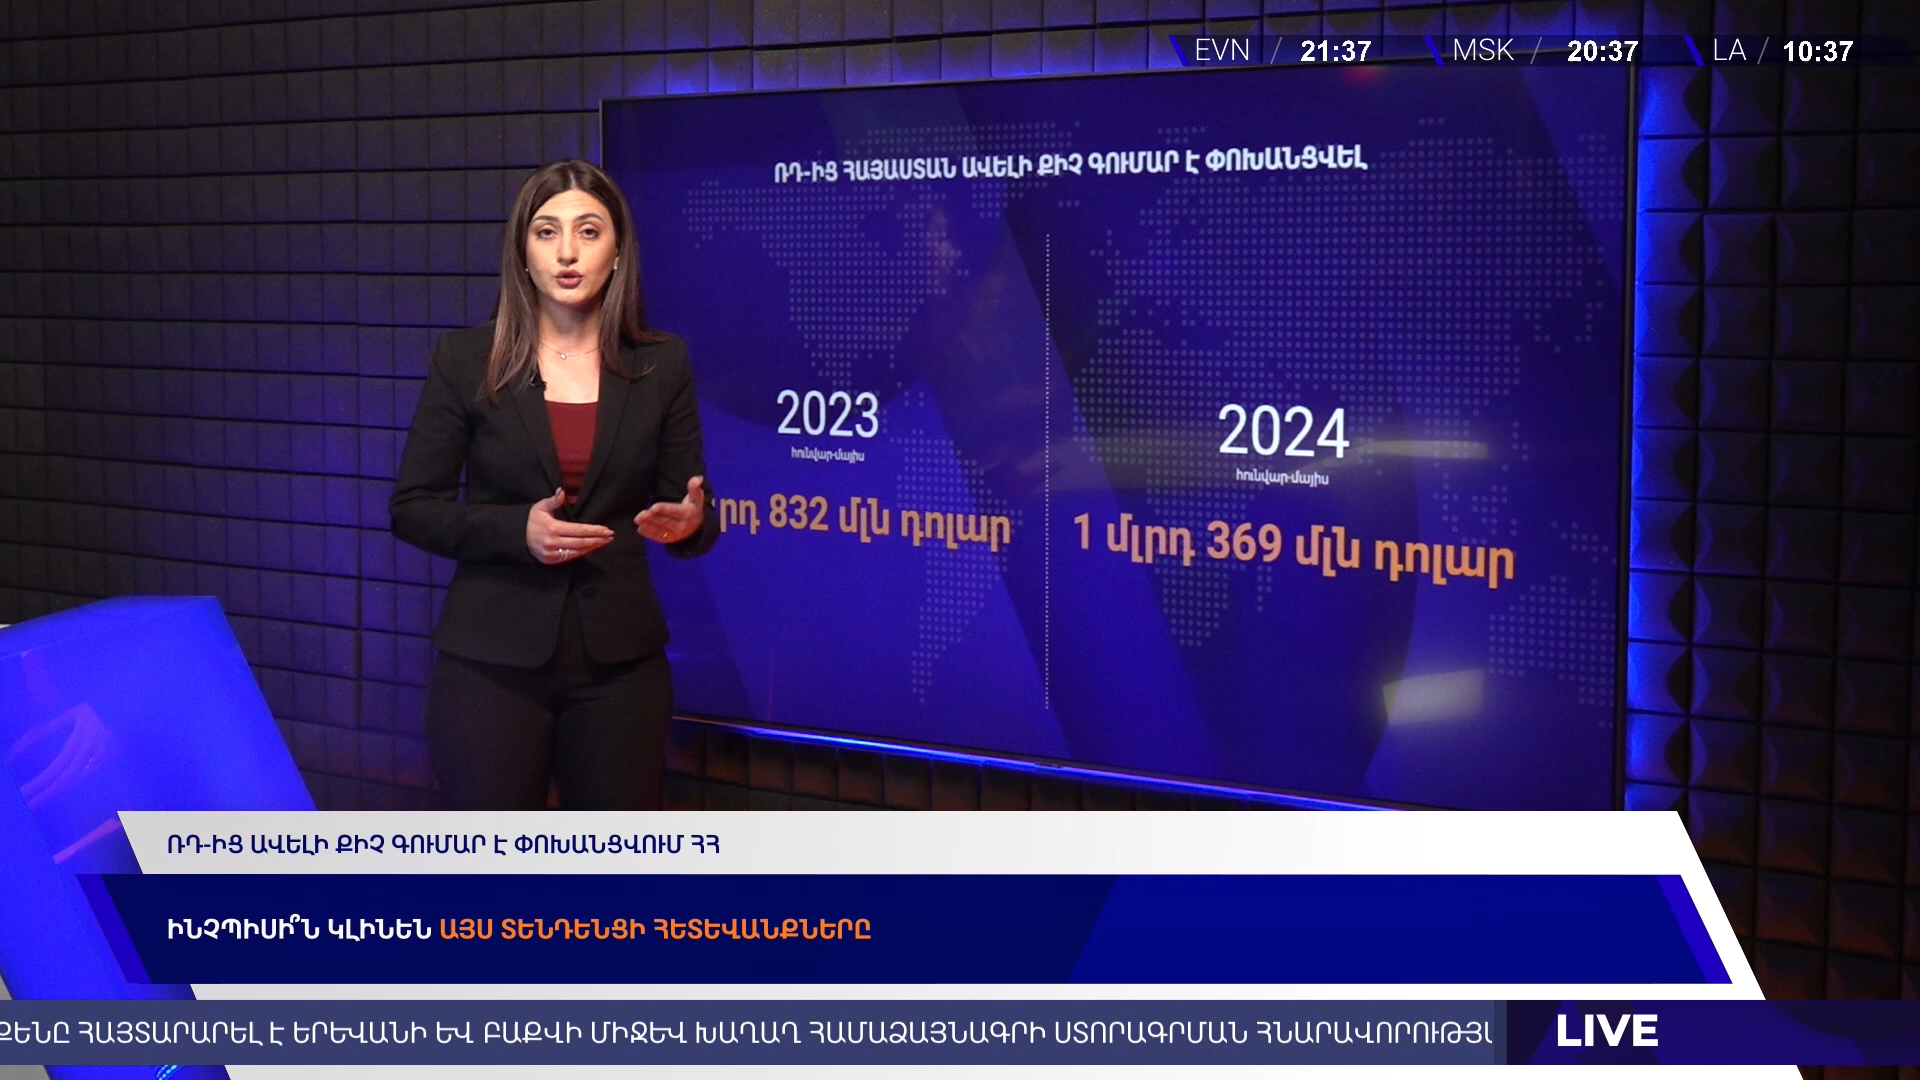 EVN / 21:37 MSK / 20:37 LA / 10:37
ՌԴ-ԻՑ ՀԱՅԱՍՏԱՆ ԱՎԵԼԻ ՔԻՉ ԳՈՒՄԱՐ Է ՓՈԽԱՆՑՎԵԼ
2023
հունվար-մայիս
832 մլն դոլար
2024
հունվար-մայիս
1 մլրդ 369 մլն դոլար
ՌԴ-ԻՑ ԱՎԵԼԻ ՔԻՉ ԳՈՒՄԱՐ Է ՓՈԽԱՆՑՎՈՒՄ ՀՀ
ԻՆՉՊԻՍԻ՞Ն ԿԼԻՆԵՆ ԱՅՍ ՏԵՆԴԵՆՑԻ ՀԵՏԵՎԱՆՔՆԵՐԸ
ՔԵՆԸ ՀԱՅՏԱՐԱՐԵԼ Է ԵՐԵՎԱՆԻ ԵՎ ԲԱՔՎԻ ՄԻՋԵՎ ԽԱՂԱՂ ՀԱՄԱՁԱՅՆԱԳՐԻ ՍՏՈՐԱԳՐՄԱՆ ՀՆԱՐԱՎՈՐՈՒԹՅԱ
LIVE